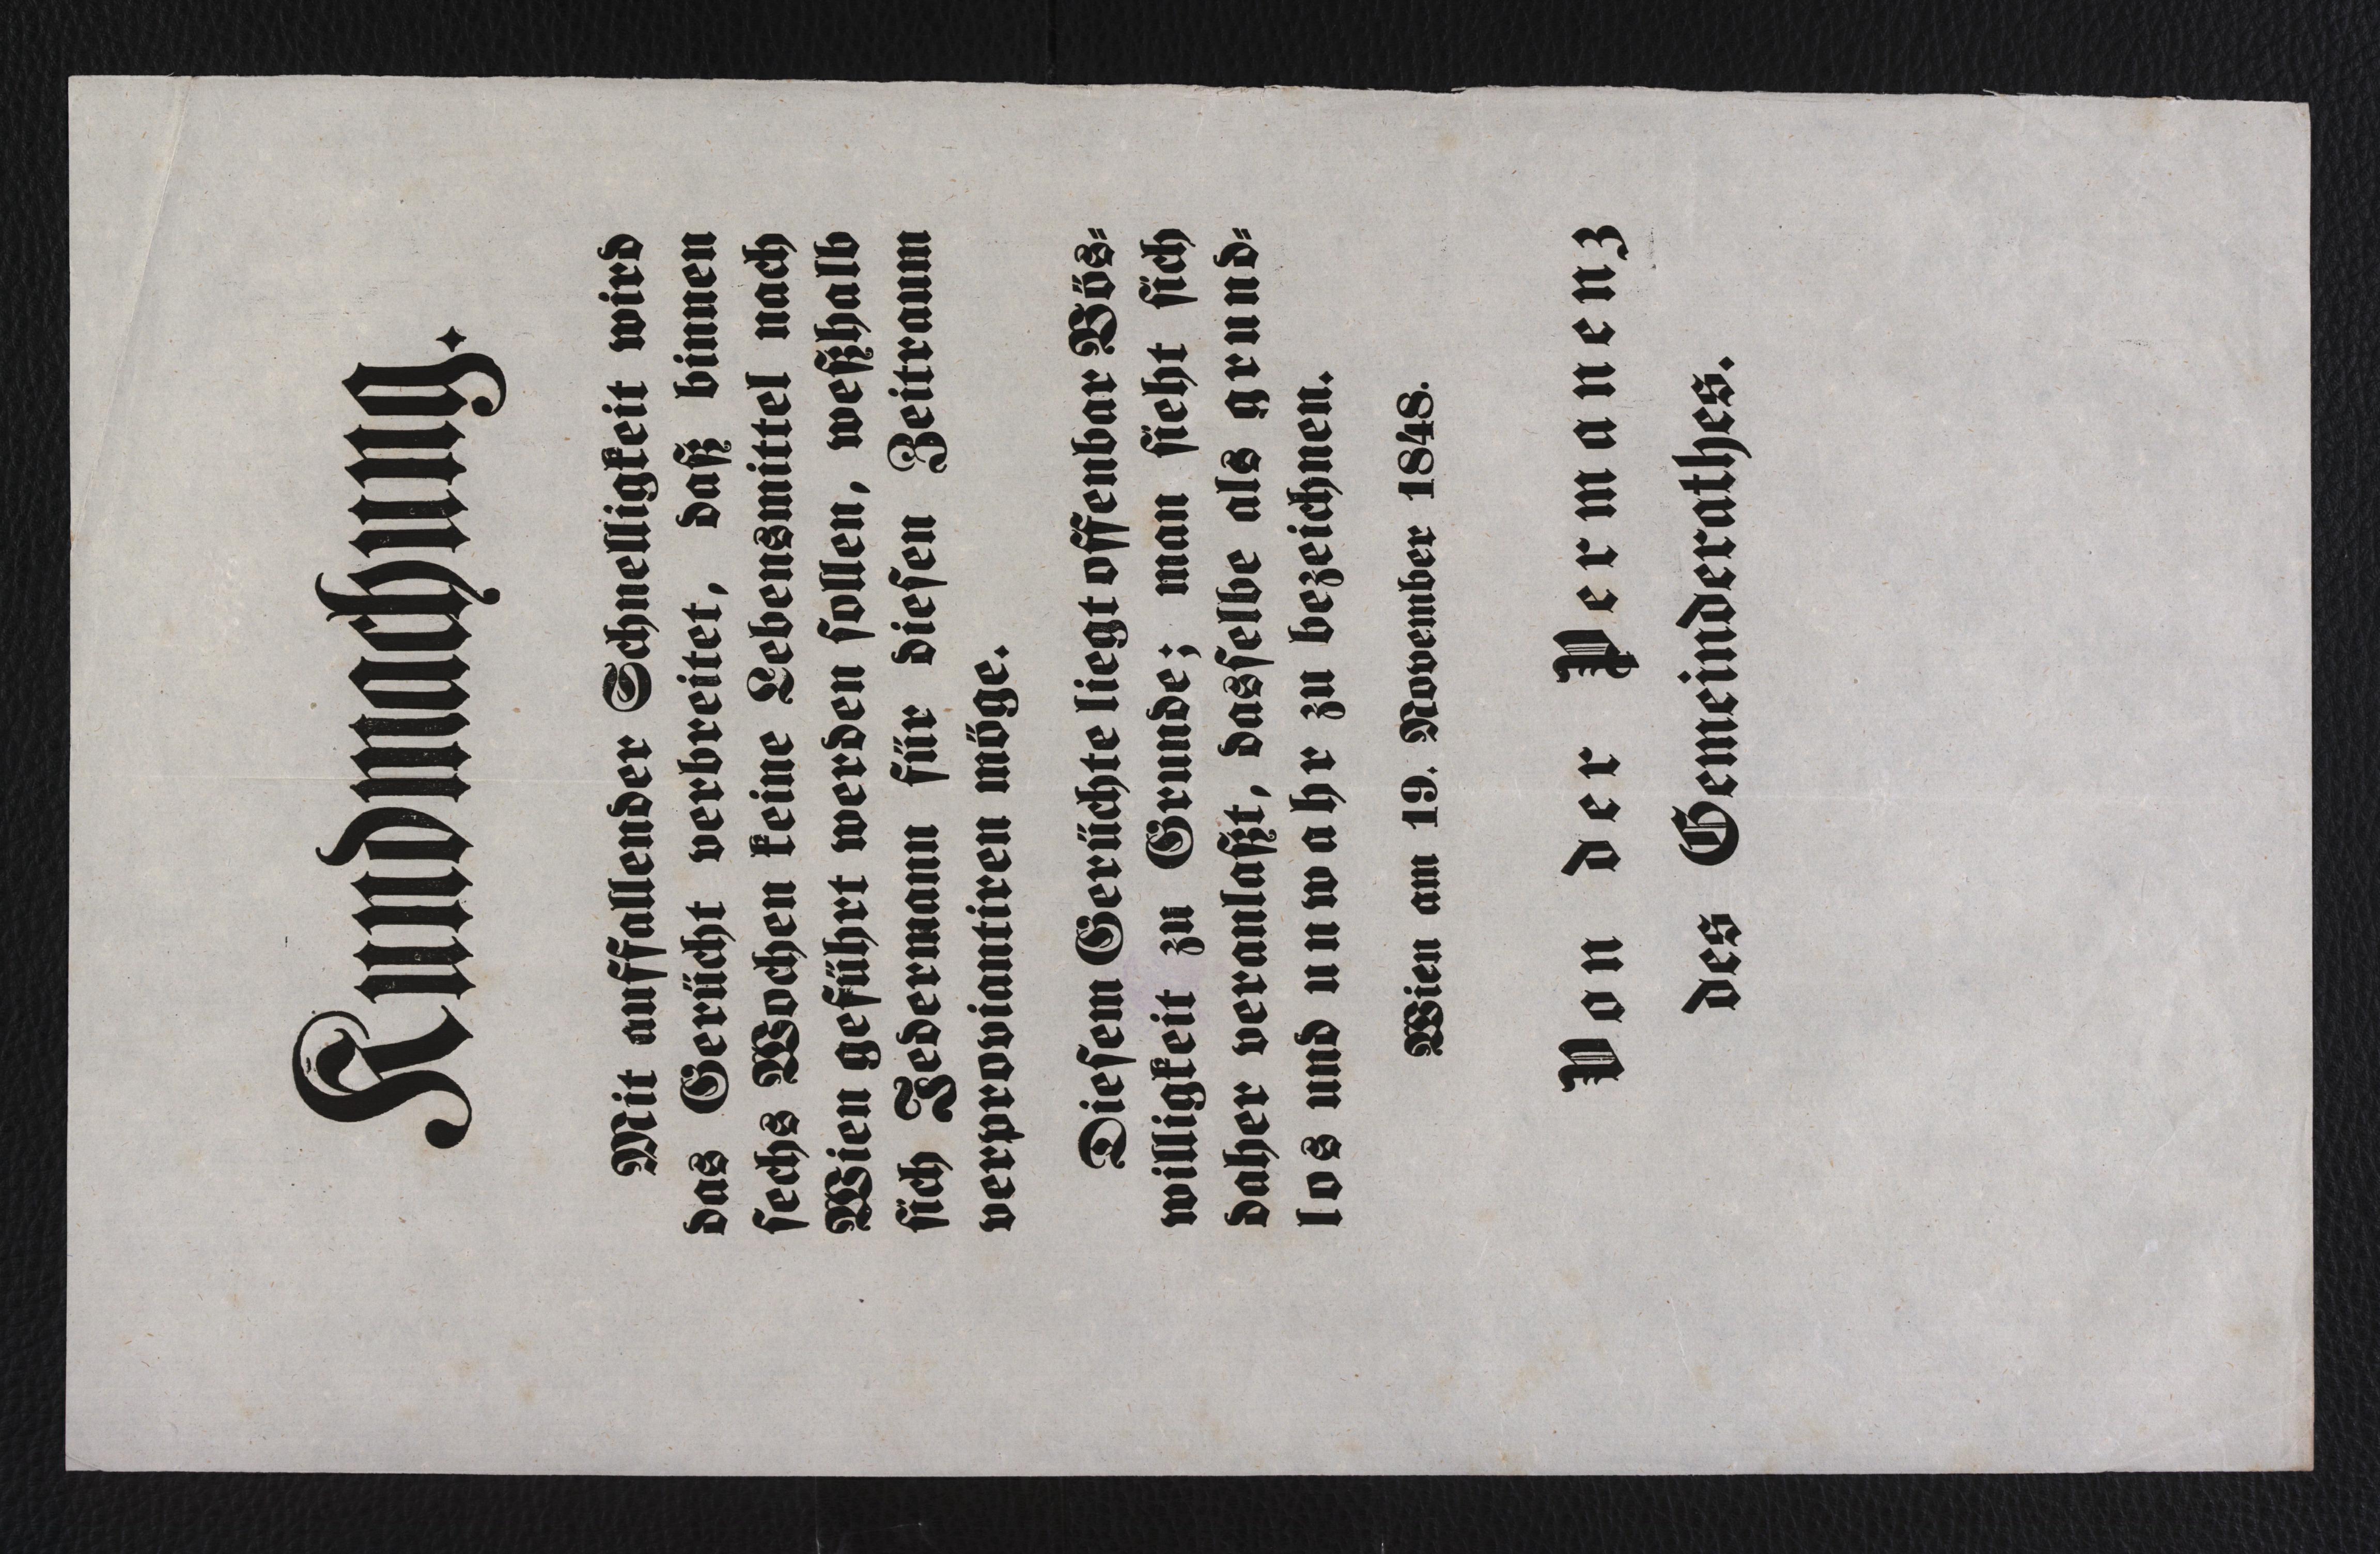 Kundmachung.
Mit auffallender Schnelligkeit wird
das Gerücht verbreitet, daß binnen
sechs Wochen keine Lebensmittel nach
Wien geführt werden sollen, weßhalb
sich Jedermann für diesen Zeitraum
verproviantiren möge.
Diesem Gerüchte liegt offenbar Bös-
willigkeit zu Grunde; man sieht sich
daher veranlaßt, dasselbe als grund-
los und unwahr zu bezeichnen.
Wien am 19. November 1848.
Von der Permanenz
des Gemeinderathes.